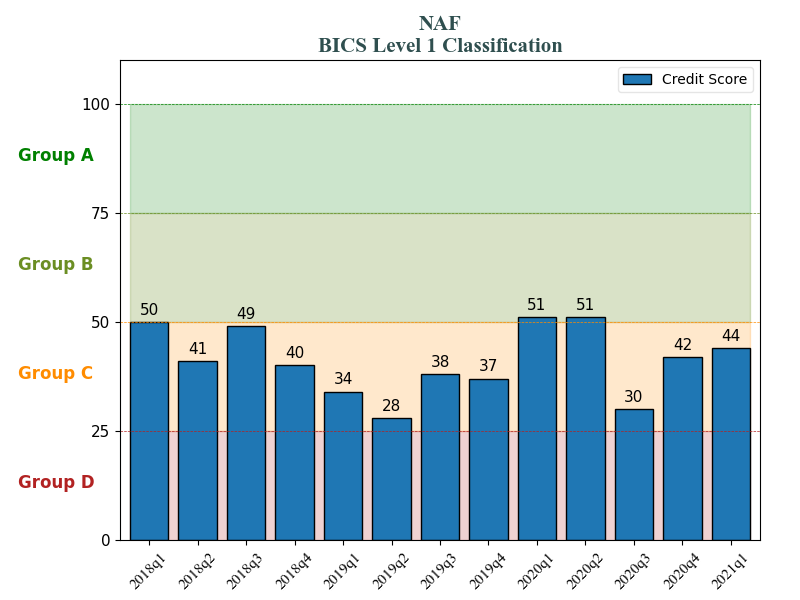 NAF
BICS Level 1 Classification
Credit Score
100
Group A
75
Group B
50
Group C
25
Group D
0
50
41
49
40
34
28
38
37
51
51
30
42
44
2018q1
2018q2
2018q3
2018q4
2019q1
2019q2
2019q3
2019q4
2020q1
2020q2
2020q3
2020q4
2021q1